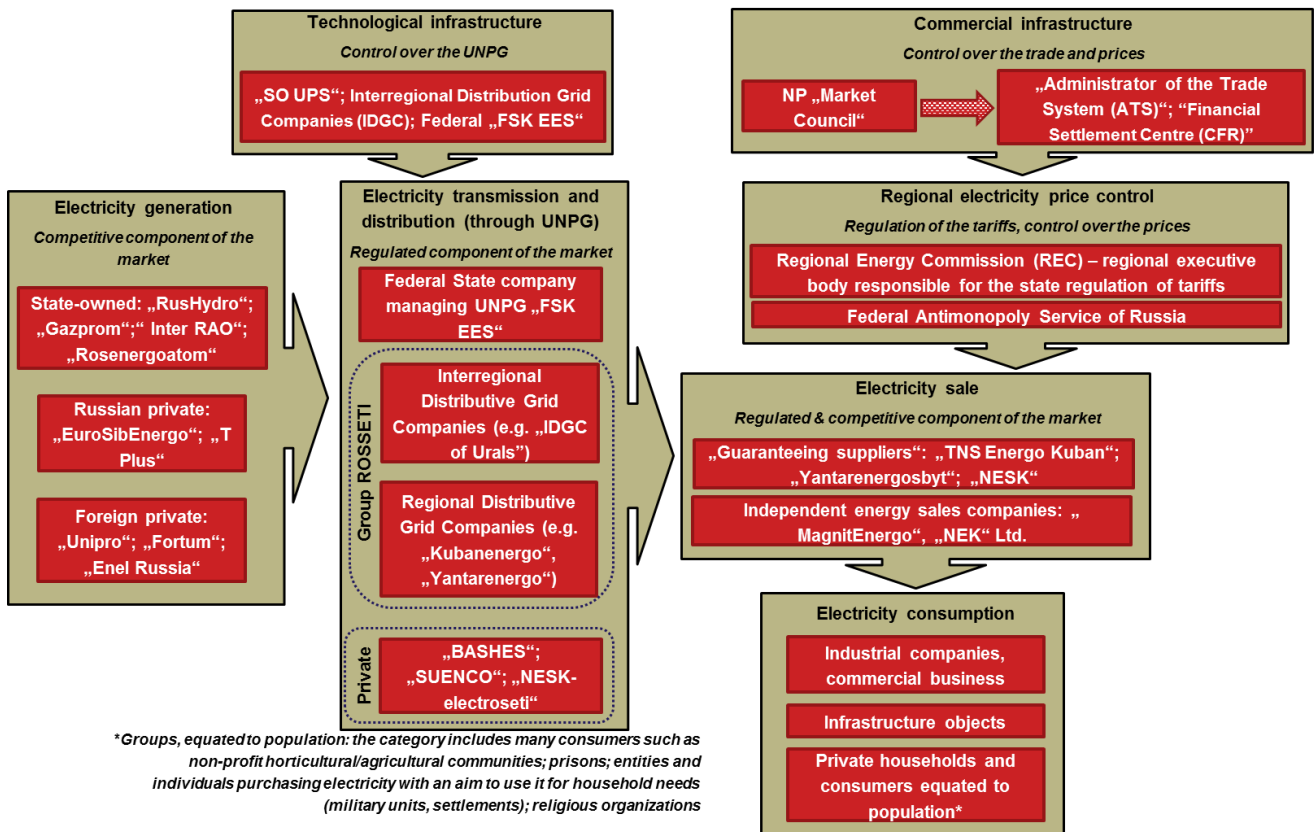 Technological infrastructure
Control over the UNPG
„SO UPS“; Interregional Distribution Grid
Companies (IDGC); Federal „FSK EES“
Commercial infrastructure
Control over the trade and prices
NP „Market
Council“
„Administrator of the Trade
System (ATS)“; “Financial
Settlement Centre (CFR)”
Electricity generation
Competitive component of the
market
State-owned: „RusHydro“;
„Gazprom“;“ Inter RAO“;
„Rosenergoatom“
Russian private:
„EuroSibEnergo“; „T
Plus“
Foreign private:
„Unipro“; „Fortum“;
„Enel Russia“
Electricity transmission and
distribution (through UNPG)
Regulated component of the market
Federal State company
managing UNPG „FSK
EES“
Group ROSSETI
Interregional
Distributive Grid
Companies (e.g. „IDGC
of Urals”)
Regional Distributive
Grid Companies (e.g.
„Kubanenergo“,
„Yantarenergo“)
Private
„BASHES“;
„SUENCO“; „NESK-
electroseti“
Regional electricity price control
Regulation of the tariffs, control over the prices
Regional Energy Commission (REC) – regional executive
body responsible for the state regulation of tariffs
Federal Antimonopoly Service of Russia
Electricity sale
Regulated & competitive component of the market
„Guaranteeing suppliers“: „TNS Energo Kuban“;
„Yantarenergosbyt“; „NESK“
Independent energy sales companies: „
MagnitEnergo“, „NEK“ Ltd.
Electricity consumption
Industrial companies,
commercial business
Infrastructure objects
Private households and
consumers equated to
population*
*Groups, equated to population: the category includes many consumers such as
non-profit horticultural/agricultural communities; prisons; entities and
individuals purchasing electricity with an aim to use it for household needs
(military units, settlements); religious organizations